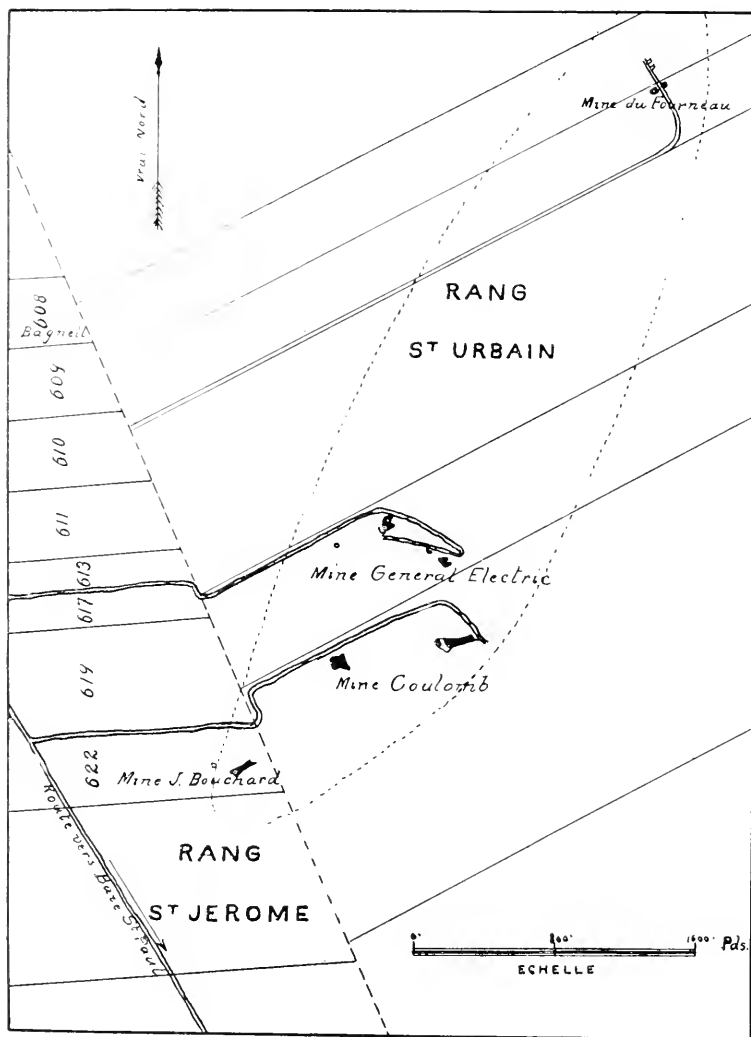 Vrai Nord
Mine du Fourneau
RANG
ST URBAIN
608
Bagneil
609
610
611
613
617
619
622
Mine General Electric
Mine Coulomb
Mine J. Bouchard
Route vers Baie St Paul
RANG
ST JEROME
0' 800' 1600' Pds.
ECHELLE